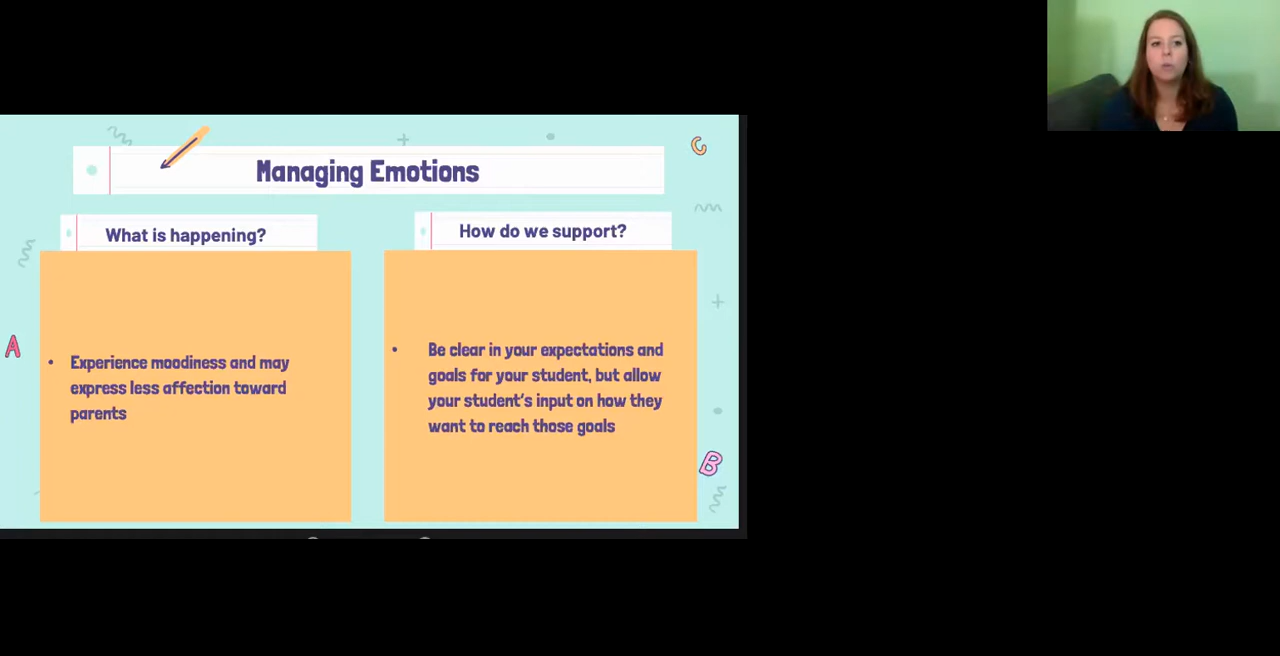 Managing Emotions
What is happening?
How do we support?
• Experience moodiness and may
express less affection toward
parents
• Be clear in your expectations and
goals for your student, but allow
your student's input on how they
want to reach those goals
C
A
B